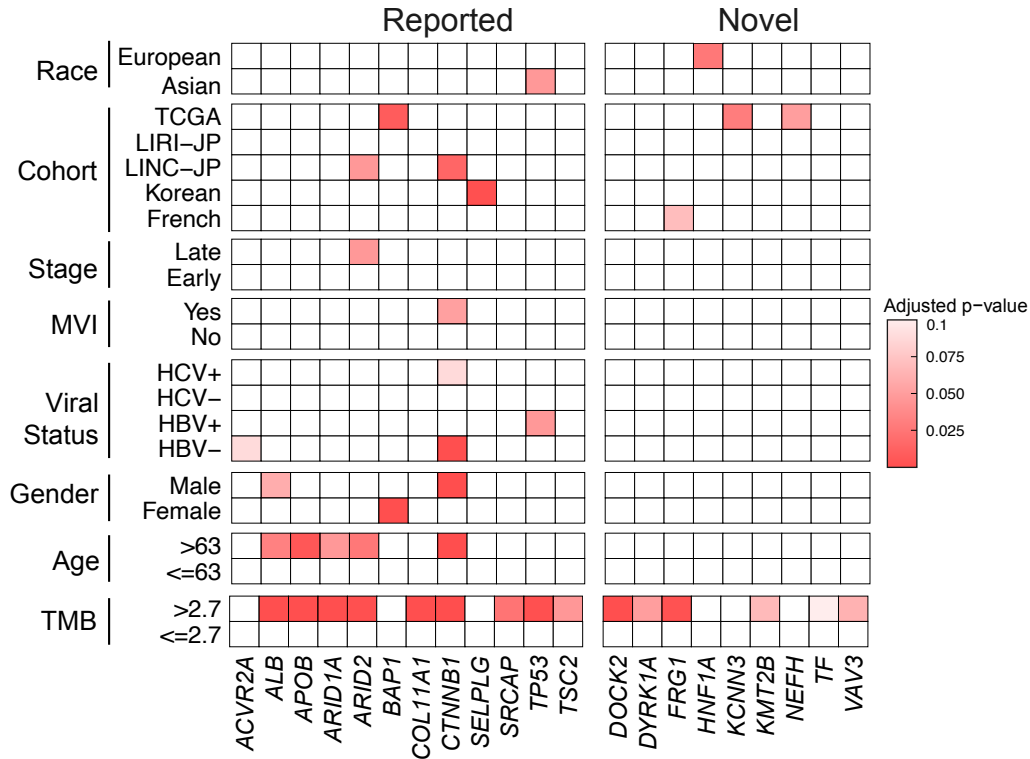 Reported Novel
Race
European
Asian
Cohort
TCGA
LIRI−JP
LINC−JP
Korean
French
Stage
Late
Early
MVI
Yes
No
Viral
Status
HCV+
HCV−
HBV+
HBV−
Gender
Male
Female
Age
>63
<=63
TMB
>2.7
<=2.7
Adjusted p−value
0.1
0.075
0.050
0.025
ACVR2A
ALB
APOB
ARID1A
ARID2
BAP1
COL11A1
CTNNB1
SELPLG
SRCAP
TP53
TSC2
DOCK2
DYRK1A
FRG1
HNF1A
KCNN3
KMT2B
NEFH
TF
VAV3